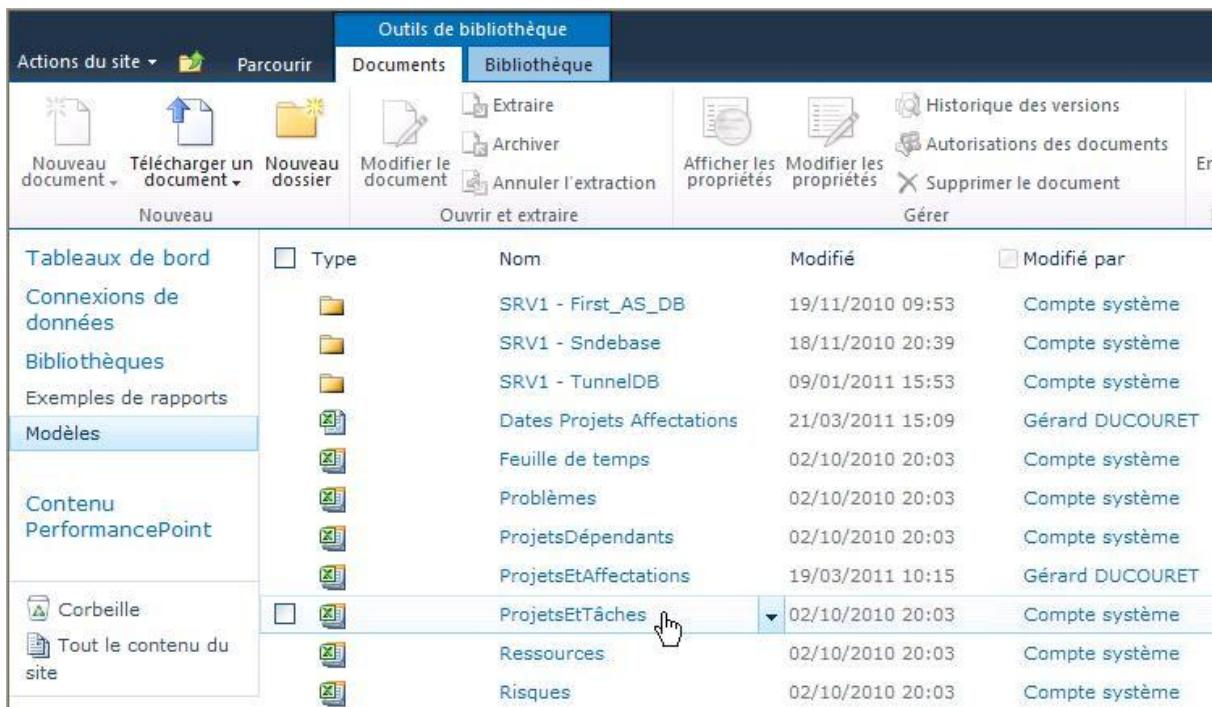 Outils de bibliothèque
Actions du site Parcourir Documents Bibliothèque
Extraire
Historique des versions
Archiver
Autorisations des documents
Nouveau document Télécharger un document Nouveau dossier
Modifier le document
Annuler l'extraction
Afficher les propriétés Modifier les propriétés
Supprimer le document
En
Nouveau Ouvrir et extraire Gérer
Tableaux de bord
Connexions de
données
Bibliothèques
Exemples de rapports
Modèles
Contenu
PerformancePoint
Corbeille
Tout le contenu du
site
Type Nom Modifié Modifié par
SRV1 - First_AS_DB 19/11/2010 09:53 Compte système
SRV1 - Sndebase 18/11/2010 20:39 Compte système
SRV1 - TunnelDB 09/01/2011 15:53 Compte système
Dates Projets Affectations 21/03/2011 15:09 Gérard DUCOURET
Feuille de temps 02/10/2010 20:03 Compte système
Problèmes 02/10/2010 20:03 Compte système
ProjetsDépendants 02/10/2010 20:03 Compte système
ProjetsEtAffectations 19/03/2011 10:15 Gérard DUCOURET
ProjetsEtTâches 02/10/2010 20:03 Compte système
Ressources 02/10/2010 20:03 Compte système
Risques 02/10/2010 20:03 Compte système